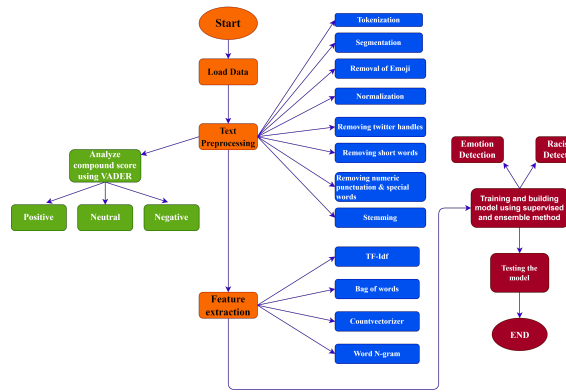 Start
Load Data
Text
Preprocessing
Tokenization
Segmentation
Removal of Emoji
Normalization
Removing twitter handles
Removing short words
Removing numeric
punctuation & special
words
Stemming
Analyze
compound score
using VADER
Positive
Neutral
Negative
Feature
extraction
TF-Idf
Bag of words
Countvectorizer
Word N-gram
Emotion
Detection
Training and building
model using supervised
and ensemble method
Testing the
model
END